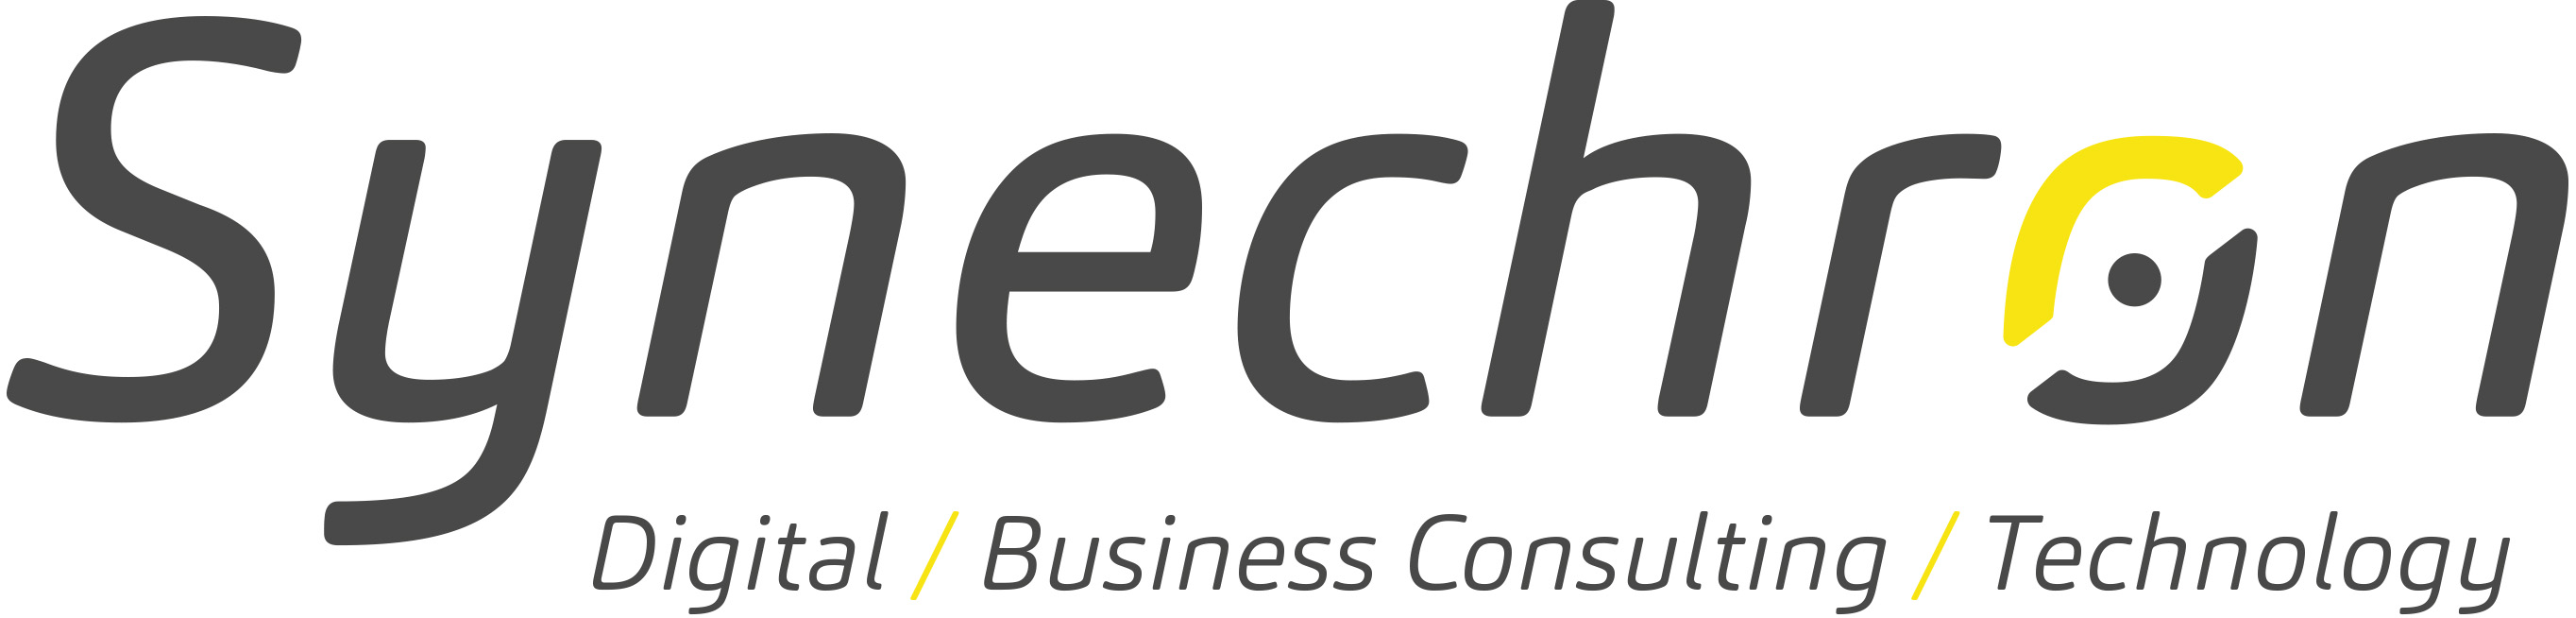 Synechron
Digital / Business Consulting / Technology